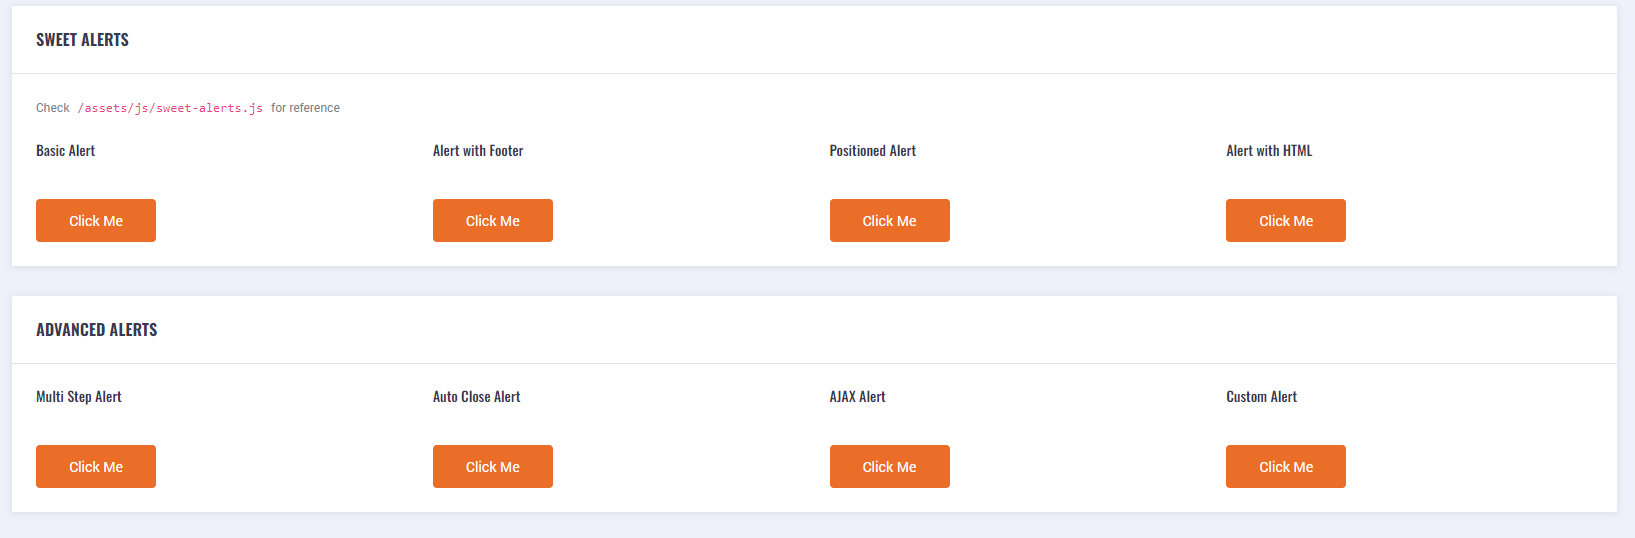 SWEET ALERTS
Check /assets/js/sweet-alerts.js for reference
Basic Alert
Alert with Footer
Positioned Alert
Alert with HTML
Click Me
Click Me
Click Me
Click Me
ADVANCED ALERTS
Multi Step Alert
Auto Close Alert
AJAX Alert
Custom Alert
Click Me
Click Me
Click Me
Click Me